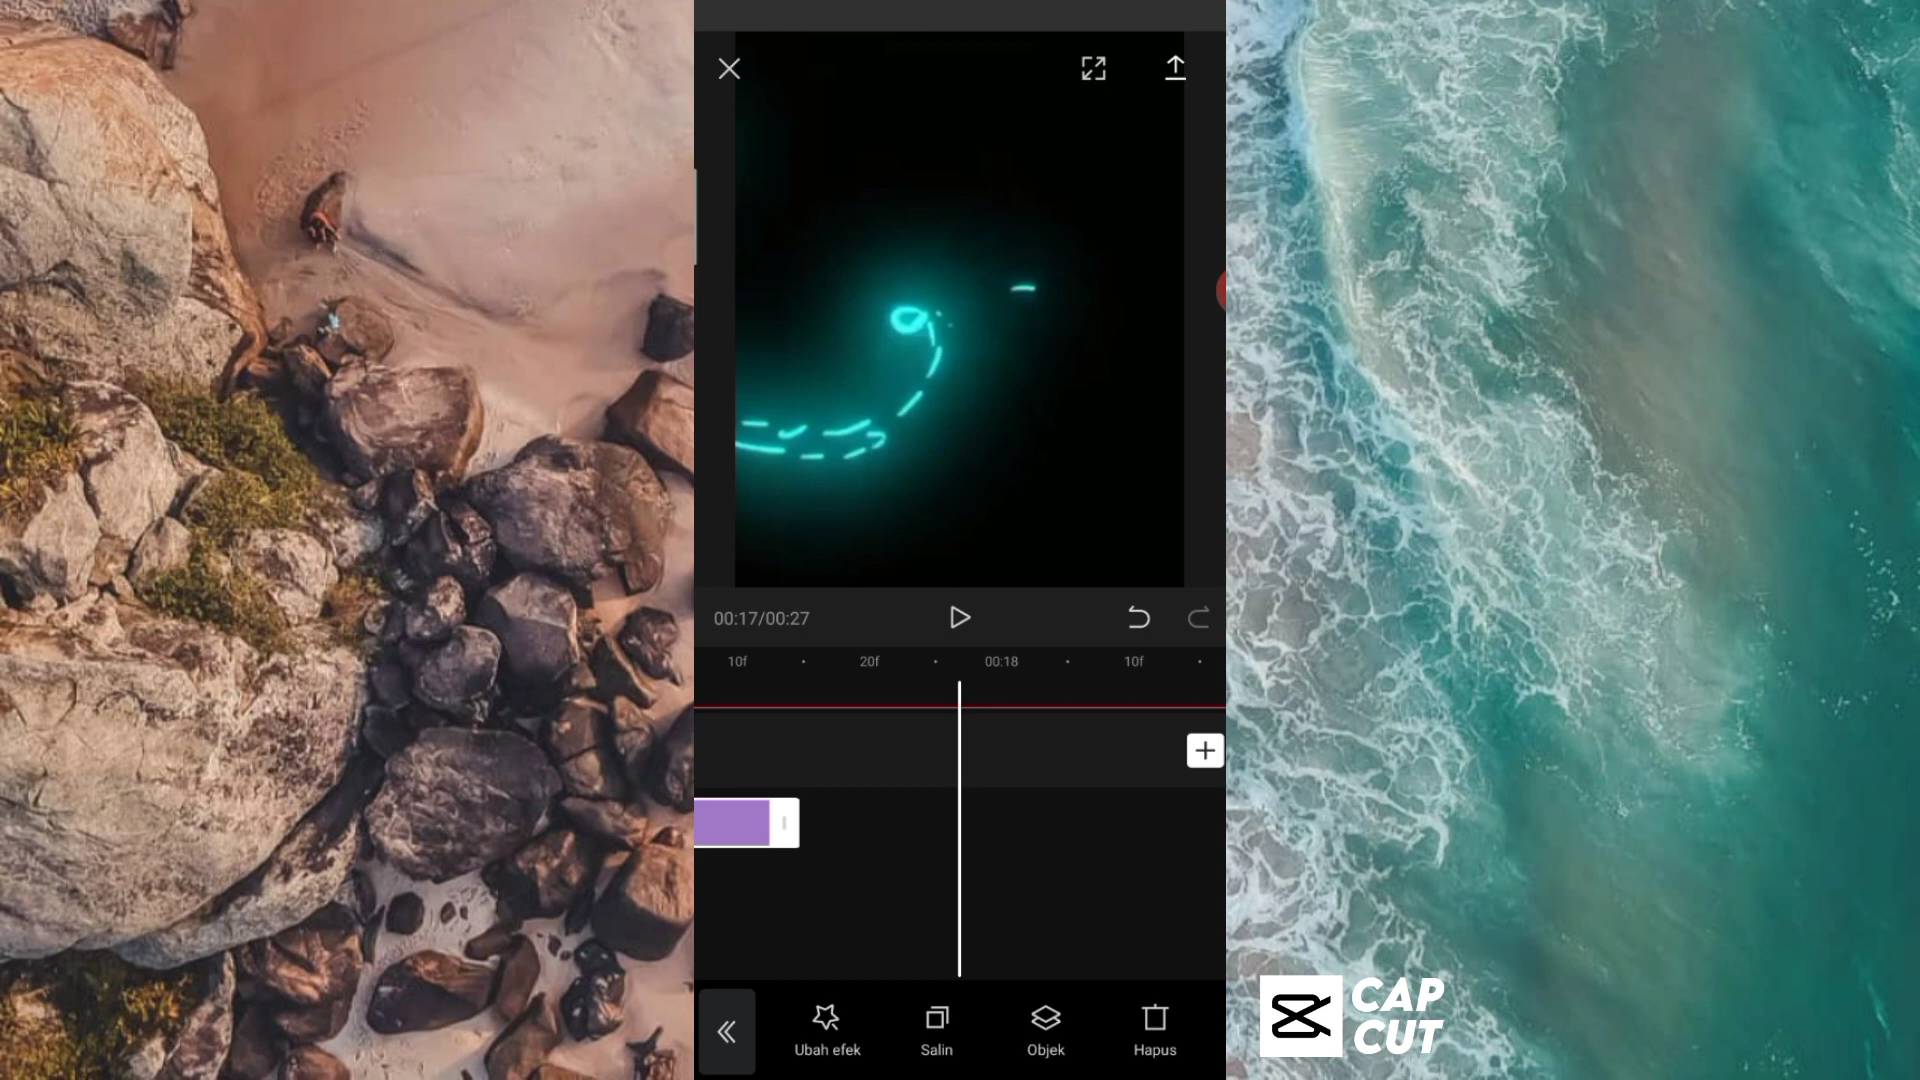 00:17/00:27
10f
20f
00:18
10f
Ubah efek
Salin
Objek
Hapus
CAP
CUT